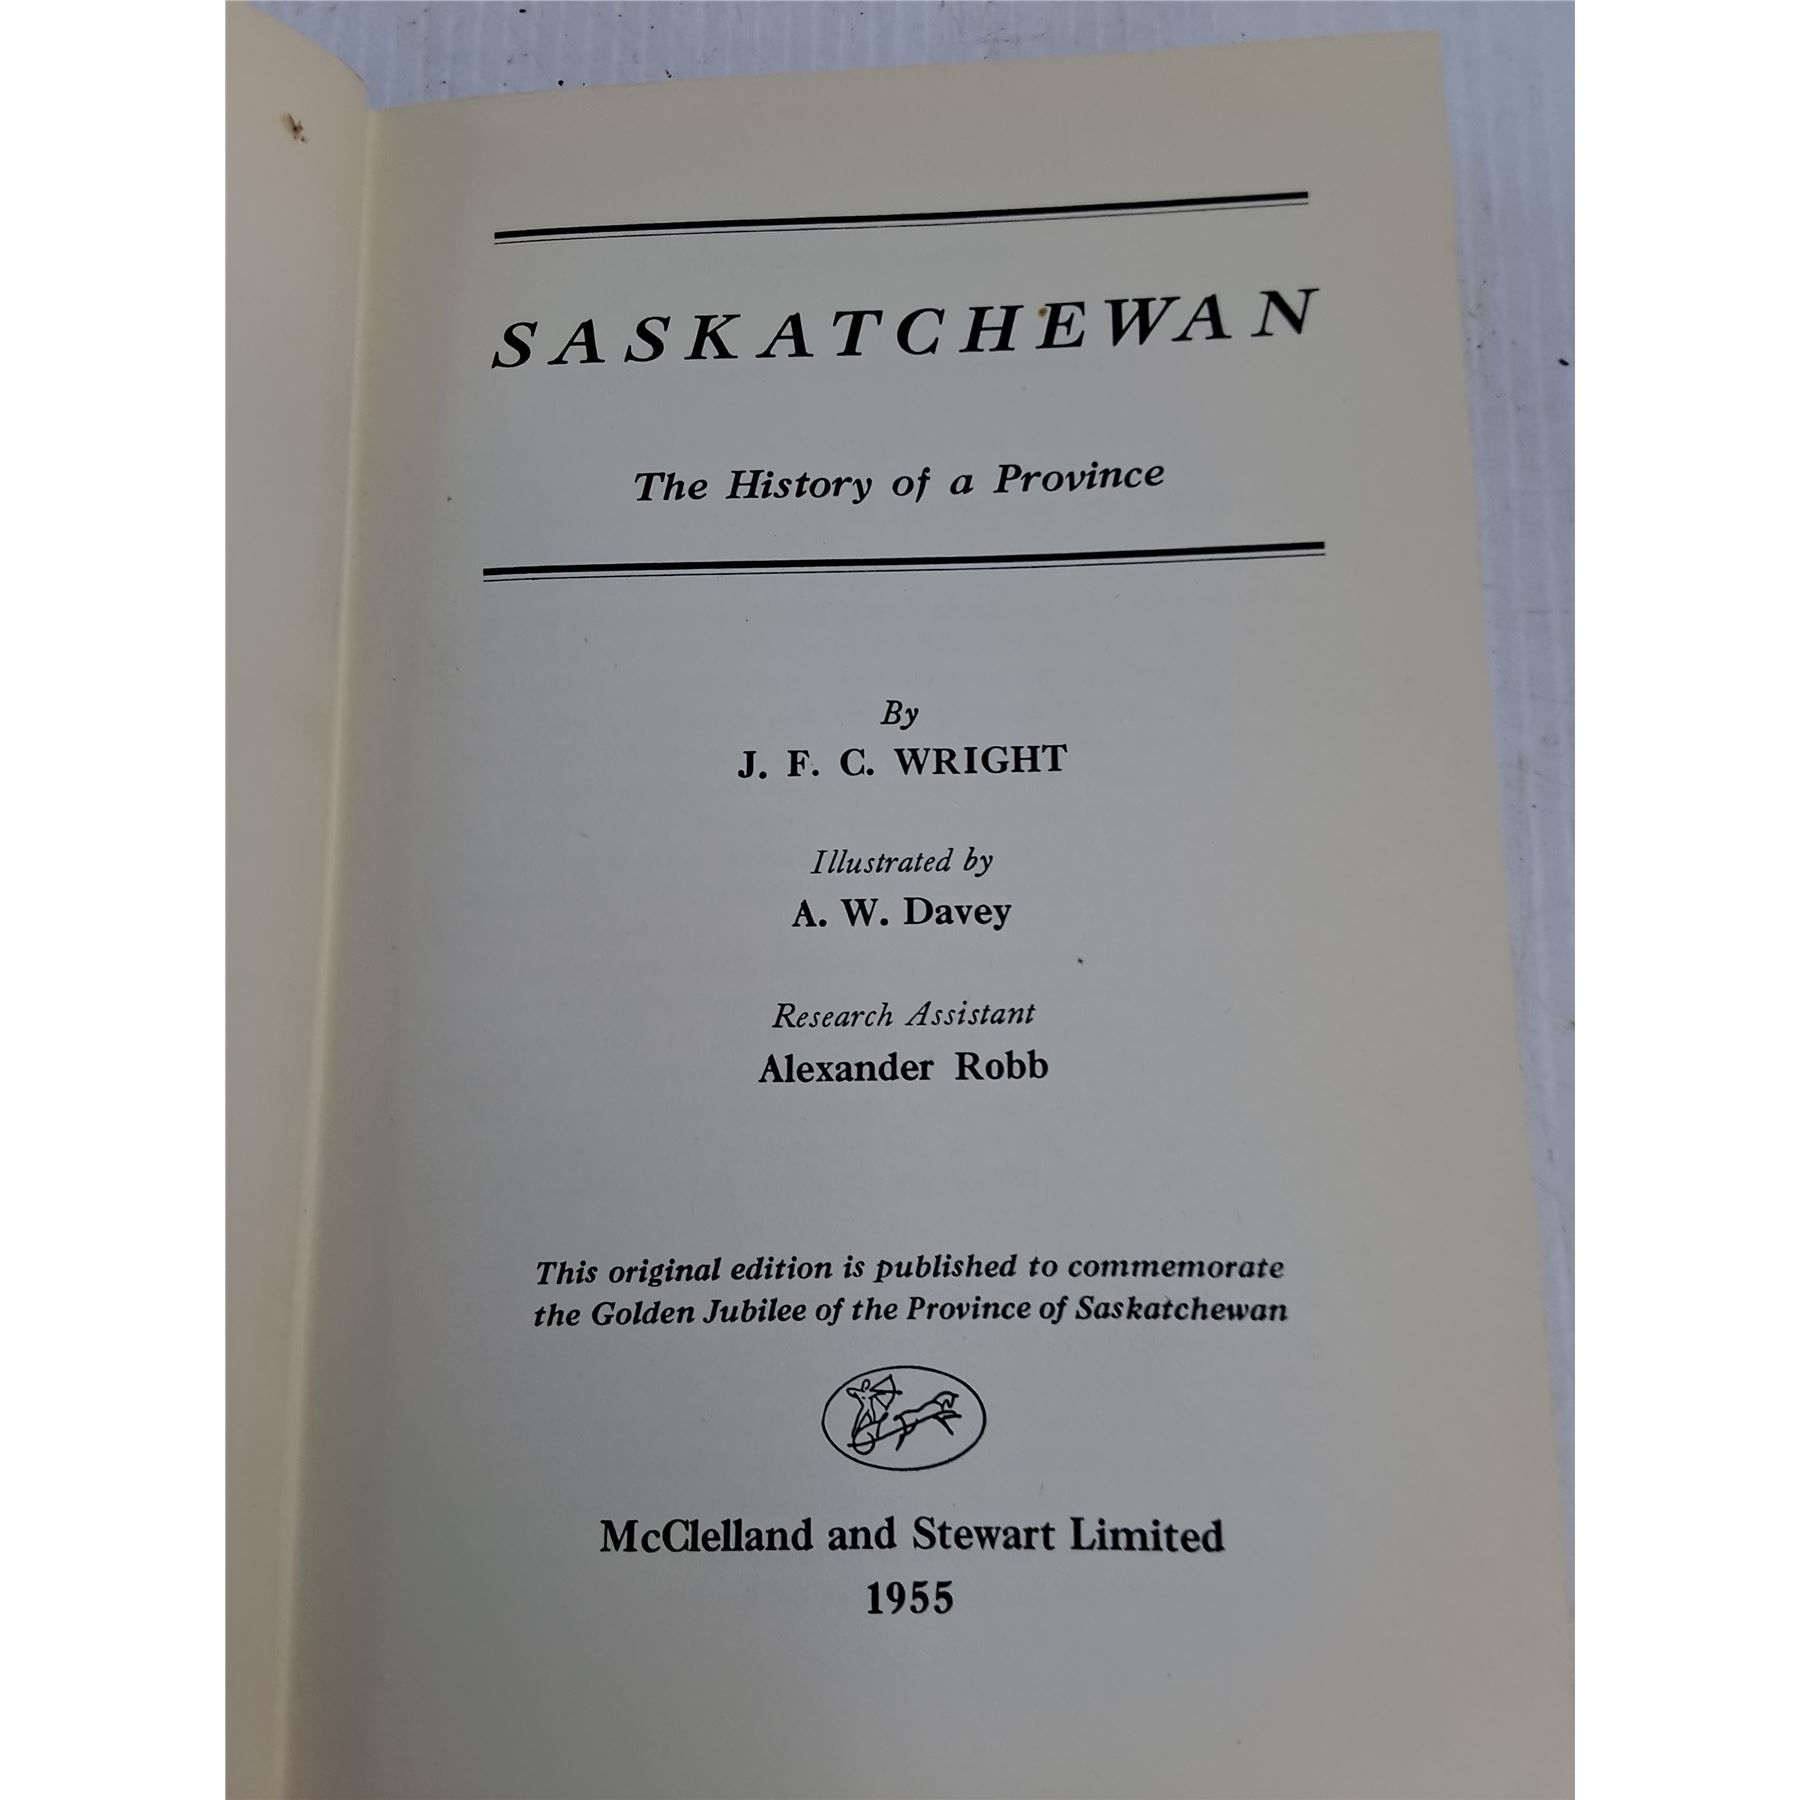 SASKATCHEWAN
The History of a Province
By
J. F. C. WRIGHT
Illustrated by
A. W. Davey
Research Assistant
Alexander Robb
This original edition is published to commemorate
the Golden Jubilee of the Province of Saskatchewan
McClelland and Stewart Limited
1955